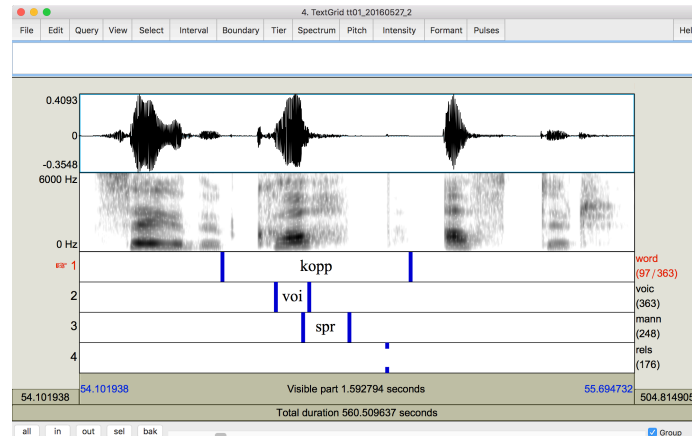 4. TextGrid tt01_20160527_2
File Edit Query View Select Interval Boundary Tier Spectrum Pitch Intensity Formant Pulses Hel
0.4093
0
-0.3548
6000 Hz
0 Hz
1 kopp word
(97/363)
2 voi voic
(363)
3 spr mann
(248)
4 rels
(176)
54.101938 Visible part 1.592794 seconds 55.694732
54.101938 504.814905
Total duration 560.509637 seconds
all in out sel bak Group